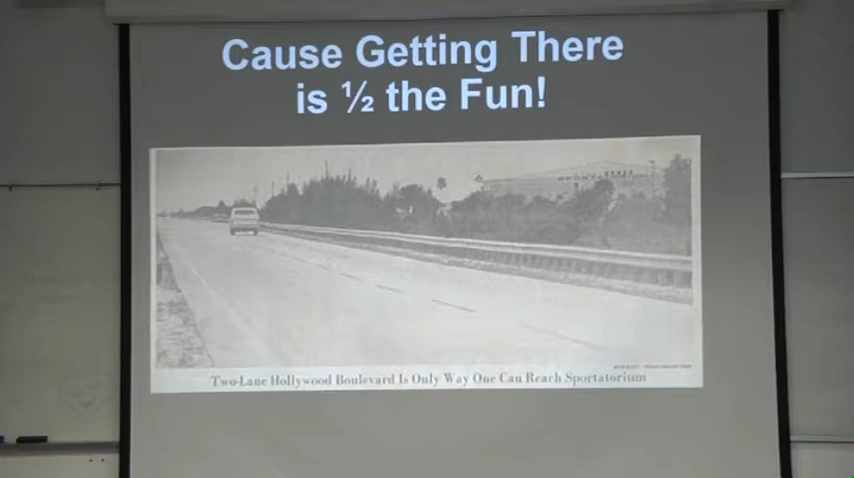 Cause Getting There
is ½ the Fun!
Two-Lane Hollywood Boulevard Is Only Way One Can Reach Sportatorium